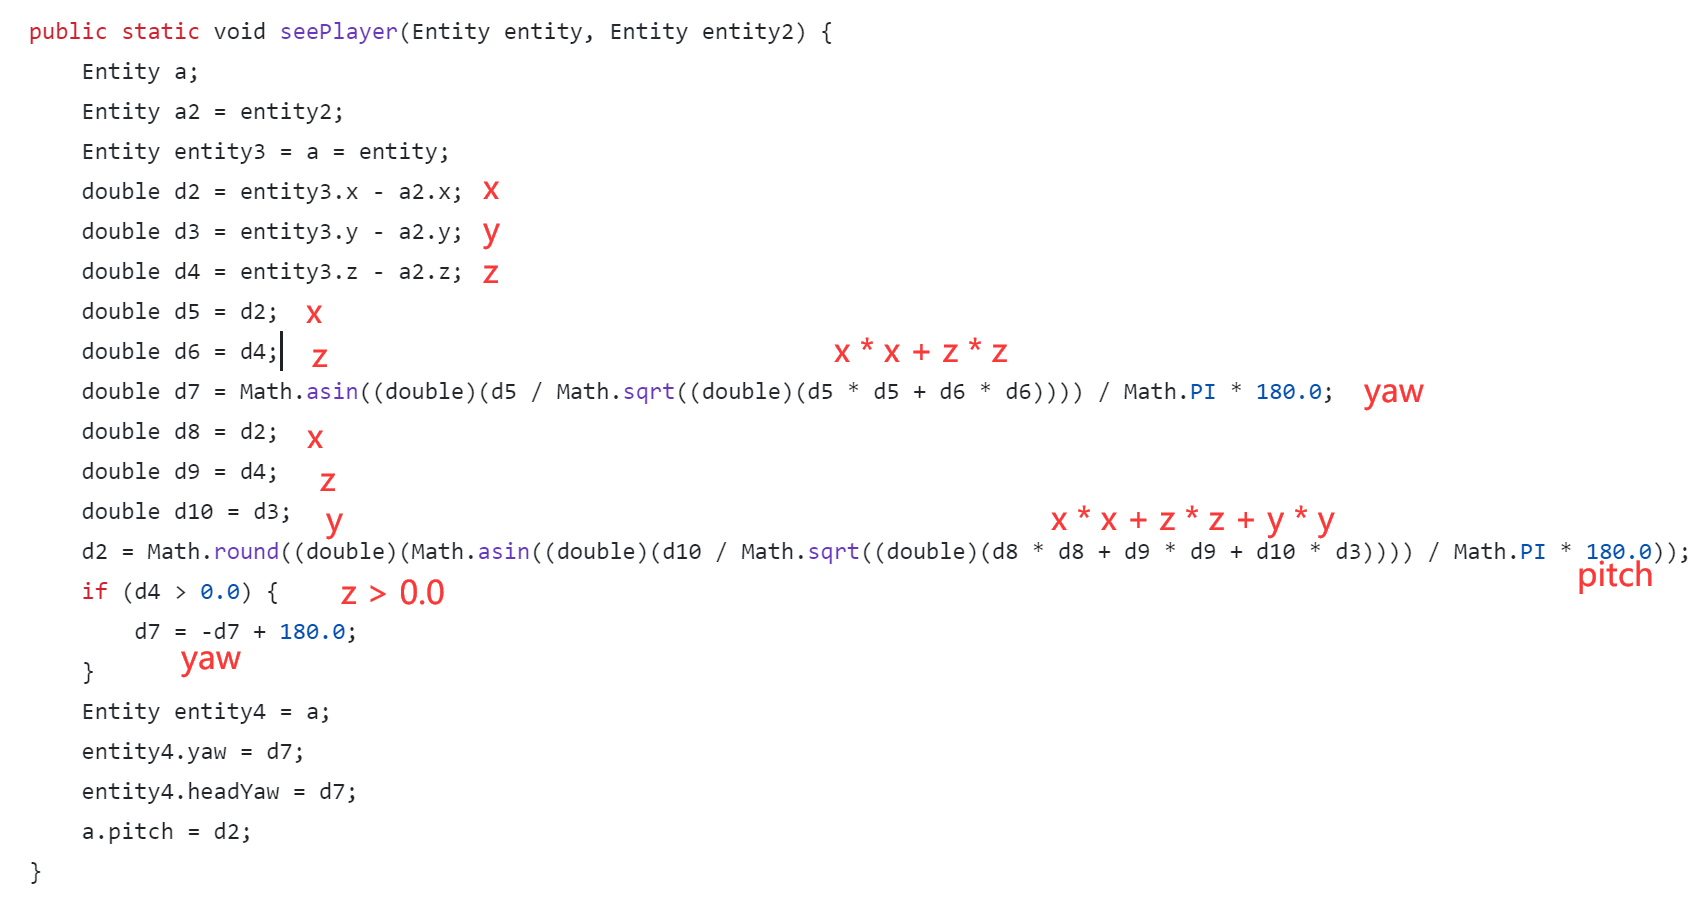 public static void seePlayer(Entity entity, Entity entity2) {
Entity a;
Entity a2 = entity2;
Entity entity3 = a = entity;
double d2 = entity3.x - a2.x; x
double d3 = entity3.y - a2.y; y
double d4 = entity3.z - a2.z; z
double d5 = d2; x
double d6 = d4; z
x * x + z * z
double d7 = Math.asin((double)(d5 / Math.sqrt((double)(d5 * d5 + d6 * d6)))) / Math.PI * 180.0; yaw
double d8 = d2; x
double d9 = d4; z
double d10 = d3; y
x * x + z * z + y * y
d2 = Math.round((double)(Math.asin((double)(d10 / Math.sqrt((double)(d8 * d8 + d9 * d9 + d10 * d3)))) / Math.PI * 180.0));
pitch
if (d4 > 0.0) { z > 0.0
d7 = -d7 + 180.0;
yaw
}
Entity entity4 = a;
entity4.yaw = d7;
entity4.headYaw = d7;
a.pitch = d2;
}